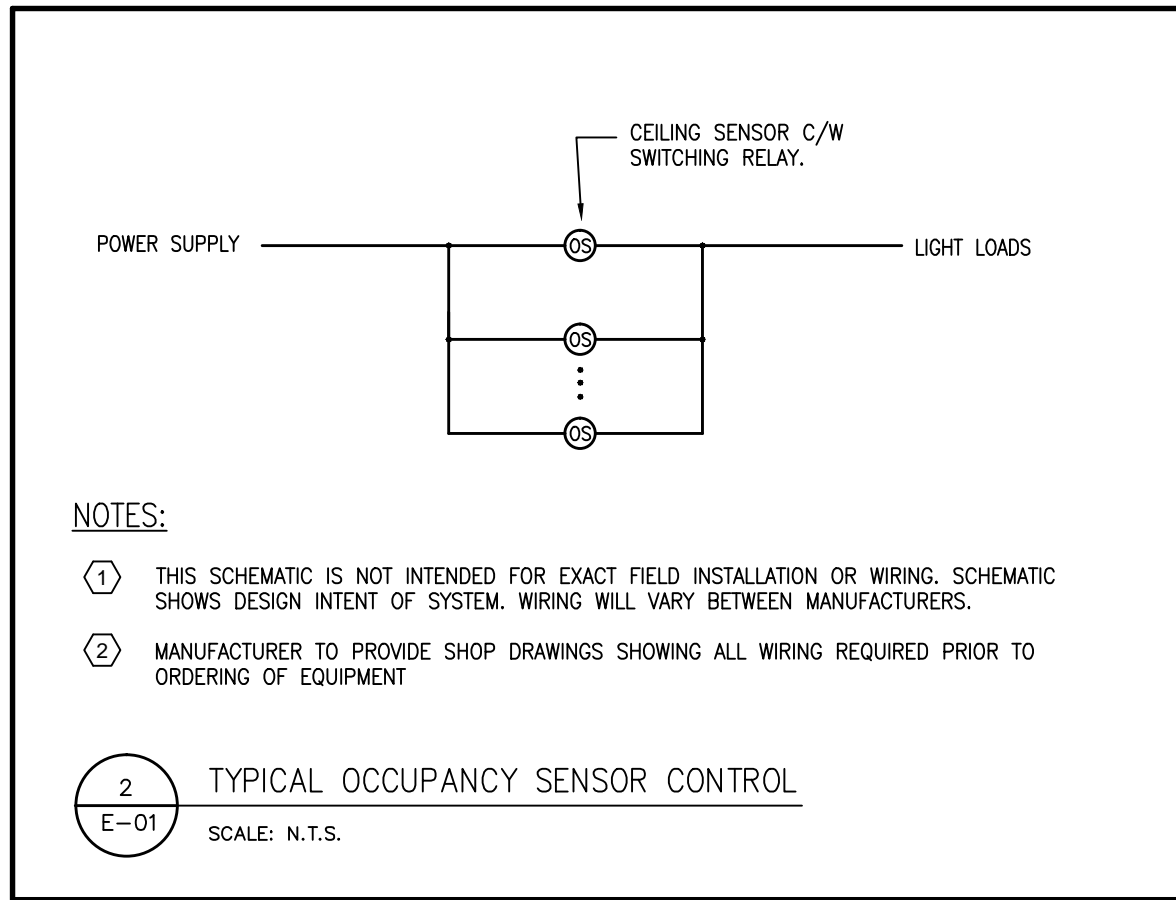 CEILING SENSOR C/W
SWITCHING RELAY.
POWER SUPPLY
OS
LIGHT LOADS
OS
OS
NOTES:
1
THIS SCHEMATIC IS NOT INTENDED FOR EXACT FIELD INSTALLATION OR WIRING. SCHEMATIC
SHOWS DESIGN INTENT OF SYSTEM. WIRING WILL VARY BETWEEN MANUFACTURERS.
2
MANUFACTURER TO PROVIDE SHOP DRAWINGS SHOWING ALL WIRING REQUIRED PRIOR TO
ORDERING OF EQUIPMENT
2
E-01
TYPICAL OCCUPANCY SENSOR CONTROL
SCALE: N.T.S.